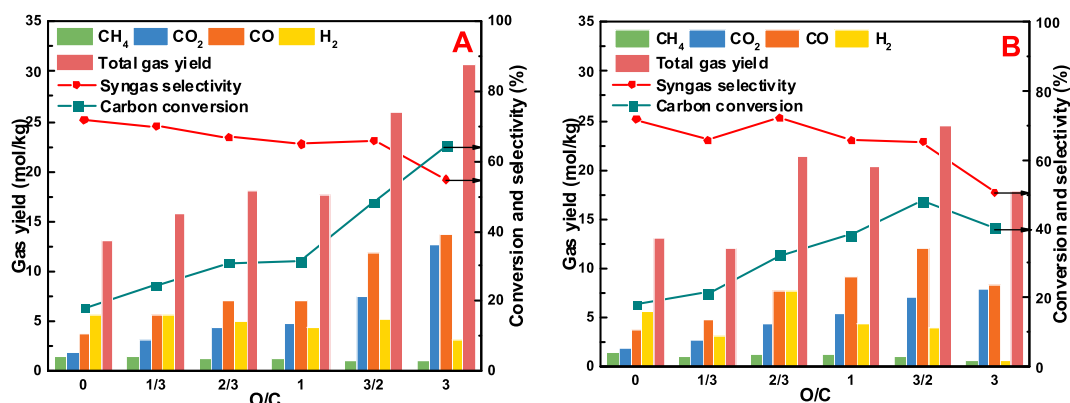 A
CH4 CO2 CO H2
Total gas yield
Syngas selectivity
Carbon conversion
Gas yield (mol/kg)
35
30
25
20
15
10
5
0
100
80
60
40
20
0
Conversion and selectivity (%)
0 1/3 2/3 1 3/2 3
O/C
B
CH4 CO2 CO H2
Total gas yield
Syngas selectivity
Carbon conversion
Gas yield (mol/kg)
35
30
25
20
15
10
5
0
100
80
60
40
20
0
Conversion and selectivity (%)
0 1/3 2/3 1 3/2 3
O/C